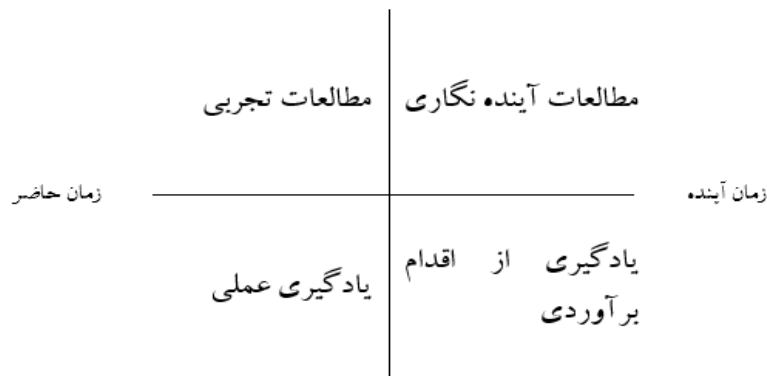 مطالعات آینده نگاری
مطالعات تجربی
زمان آینده
زمان حاضر
یادگیری از اقدام
برآوردی
یادگیری عملی